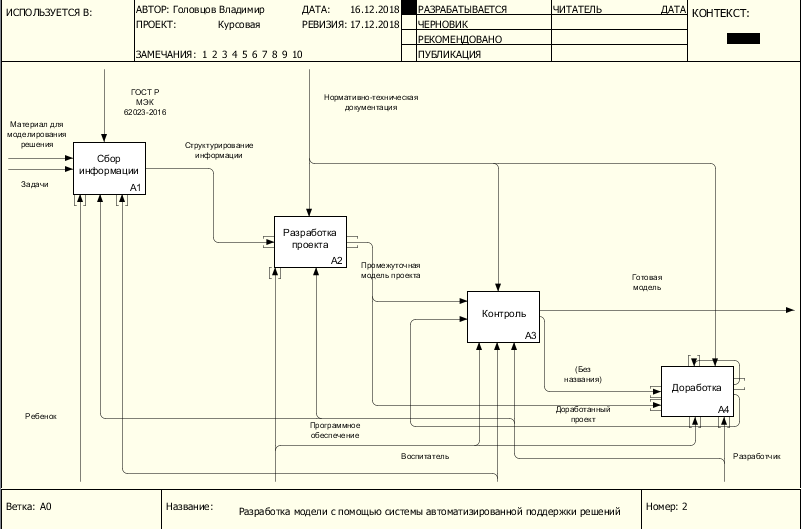 ИСПОЛЬЗУЕТСЯ В:
АВТОР: Головцов Владимир
ДАТА: 16.12.2018
РАЗРАБАТЫВАЕТСЯ
ЧИТАТЕЛЬ
ДАТА
КОНТЕКСТ:
ПРОЕКТ: Курсовая
РЕВИЗИЯ: 17.12.2018
ЧЕРНОВИК
РЕКОМЕНДОВАНО
ЗАМЕЧАНИЯ: 1 2 3 4 5 6 7 8 9 10
ПУБЛИКАЦИЯ
ГОСТ Р
МЭК
62023-2016
Нормативно-техническая
документация
Материал для
моделирования
решения
Задачи
Сбор
информации
A1
Структурирование
информации
Разработка
проекта
A2
Промежуточная
модель проекта
Готовая
модель
Контроль
A3
(Без
названия)
Доработка
A4
Доработанный
проект
Ребенок
Программное
обеспечение
Воспитатель
Разработчик
Ветка: A0
Название:
Разработка модели с помощью системы автоматизированной поддержки решений
Номер: 2